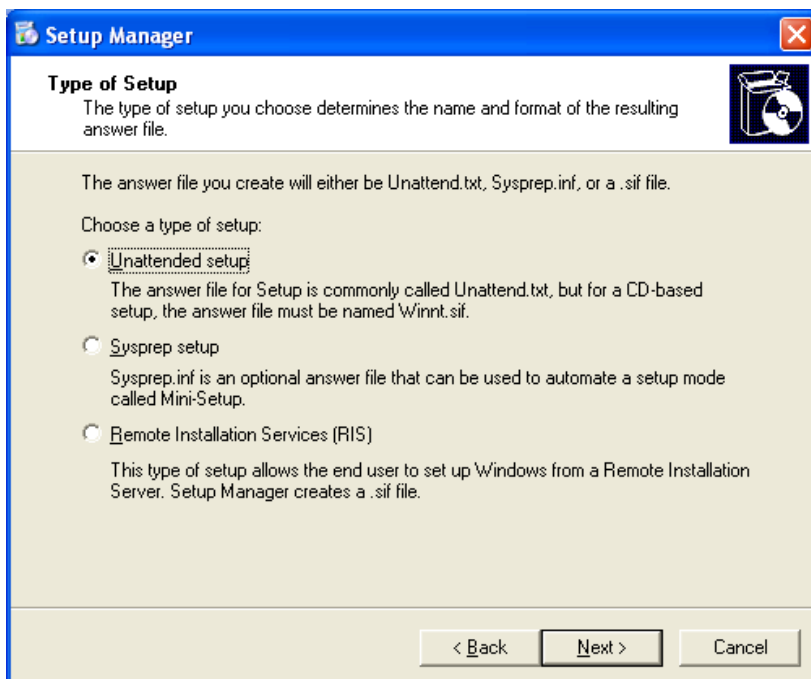 Setup Manager
Type of Setup
The type of setup you choose determines the name and format of the resulting
answer file.
The answer file you create will either be Unattend.txt, Sysprep.inf, or a .sif file.
Choose a type of setup:
Unattended setup
The answer file for Setup is commonly called Unattend.txt, but for a CD-based
setup, the answer file must be named Winnt.sif.
Sysprep setup
Sysprep.inf is an optional answer file that can be used to automate a setup mode
called Mini-Setup.
Remote Installation Services (RIS)
This type of setup allows the end user to set up Windows from a Remote Installation
Server. Setup Manager creates a .sif file.
< Back Next > Cancel